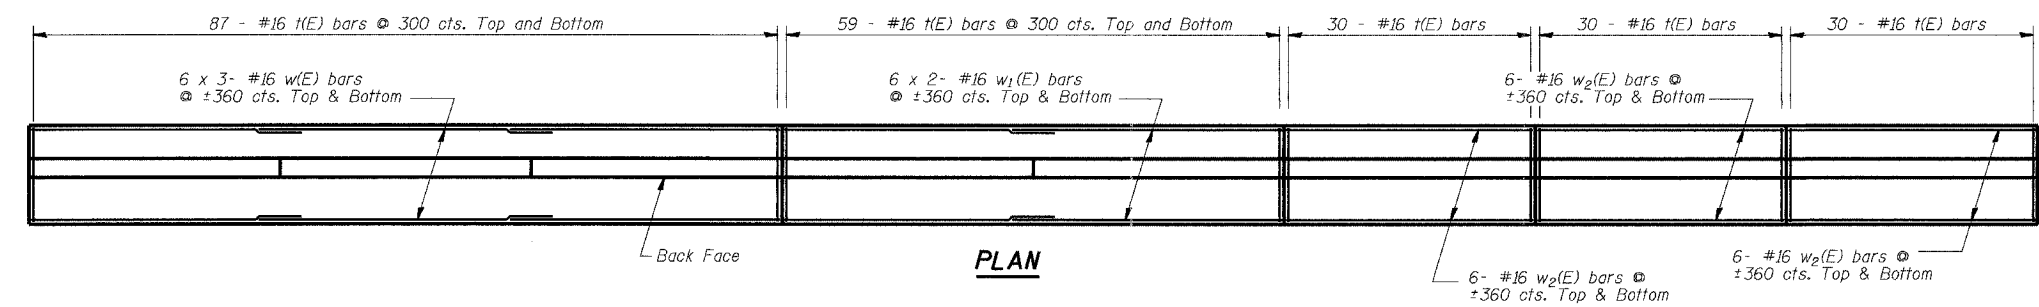 87 - #16 t(E) bars @ 300 cts. Top and Bottom
59 - #16 t(E) bars @ 300 cts. Top and Bottom
30 - #16 t(E) bars
30 - #16 t(E) bars
30 - #16 t(E) bars
6 x 3- #16 w(E) bars
@ ±360 cts. Top & Bottom
6 x 2- #16 w₁(E) bars
@ ±360 cts. Top & Bottom
6- #16 w₂(E) bars @
±360 cts. Top & Bottom
Back Face
PLAN
6- #16 w₂(E) bars @
±360 cts. Top & Bottom
6- #16 w₂(E) bars @
±360 cts. Top & Bottom